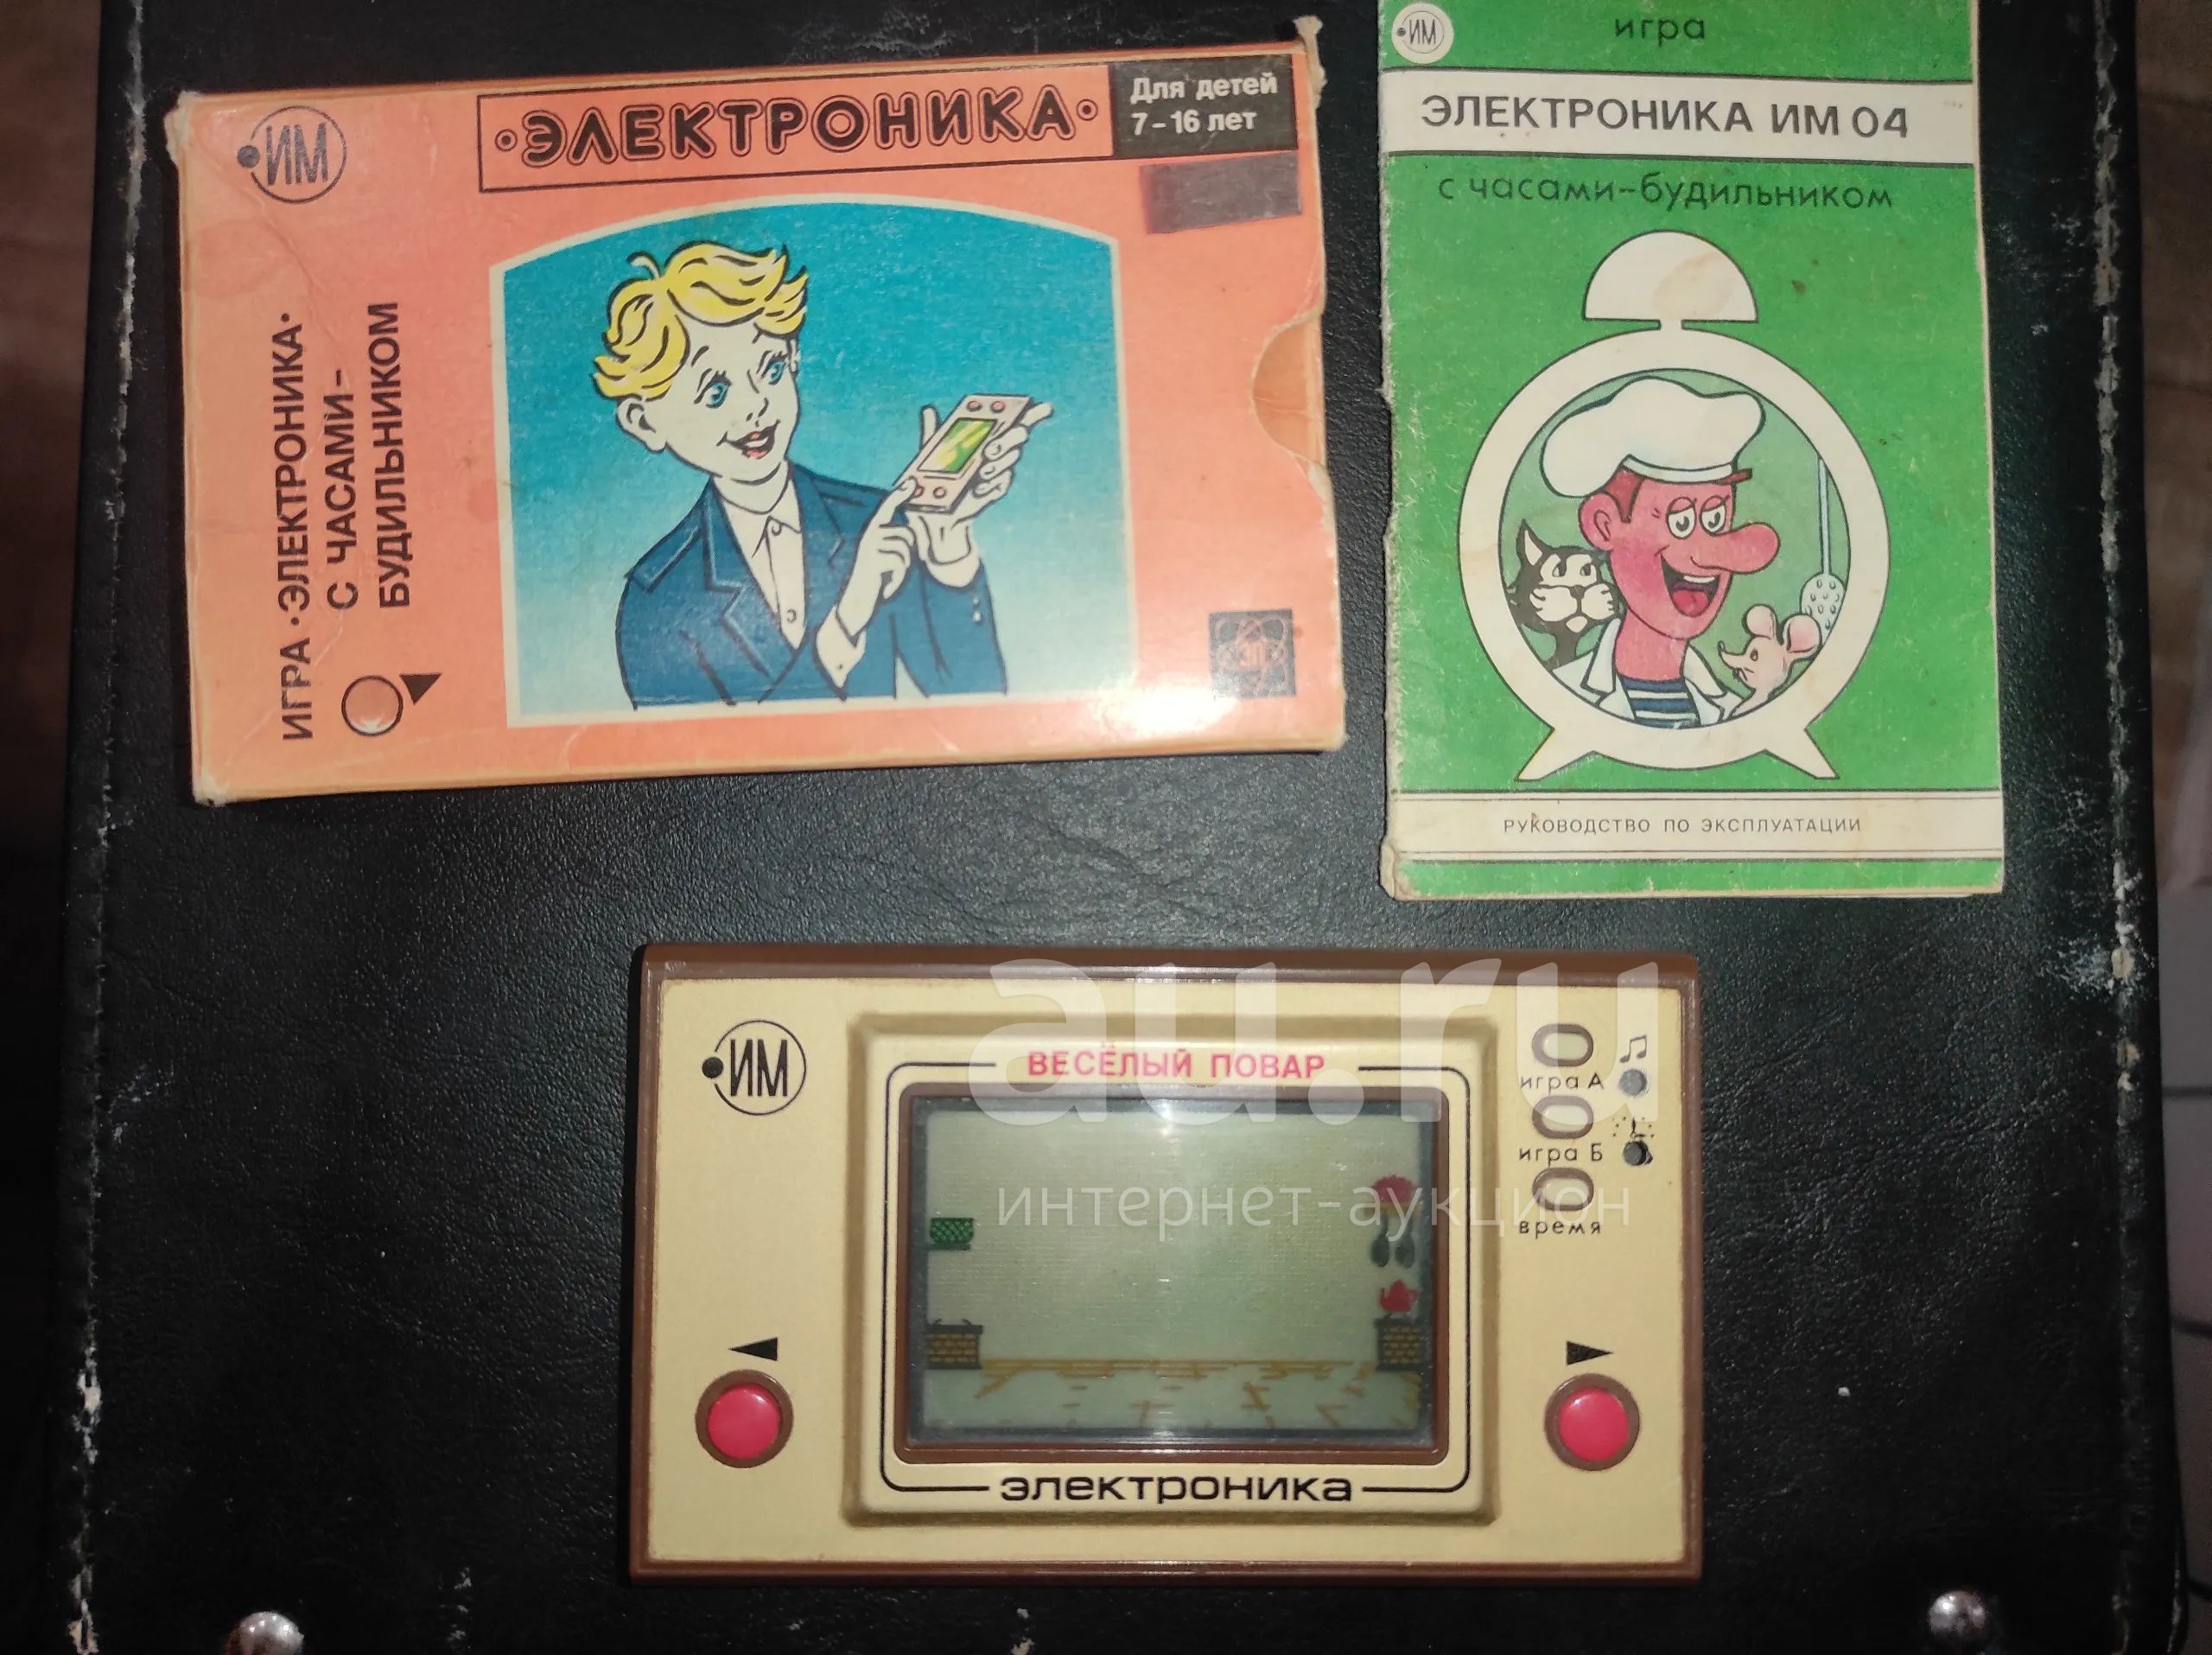 ИМ
•ЭЛЕКТРОНИКА•
Для детей
7-16 лет
ИГРА •ЭЛЕКТРОНИКА•
С ЧАСАМИ-
БУДИЛЬНИКОМ
ЭП
ИМ
игра
ЭЛЕКТРОНИКА ИМ 04
с часами-будильником
РУКОВОДСТВО ПО ЭКСПЛУАТАЦИИ
ИМ
ВЕСЁЛЫЙ ПОВАР
игра А
игра Б
время
электроника
au.ru
интернет-аукцион